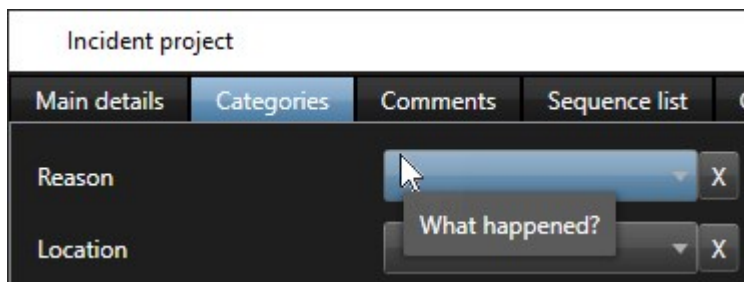 Incident project
Main details Categories Comments Sequence list
Reason X
What happened?
Location X